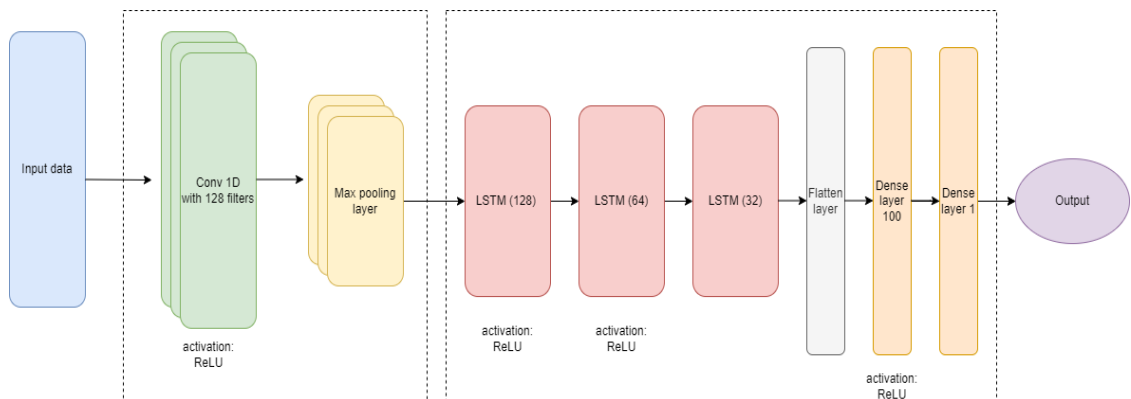 Input data
Conv 1D
with 128 filters
activation:
ReLU
Max pooling
layer
LSTM (128)
activation:
ReLU
LSTM (64)
activation:
ReLU
LSTM (32)
Flatten
layer
Dense
layer
100
activation:
ReLU
Dense
layer 1
Output